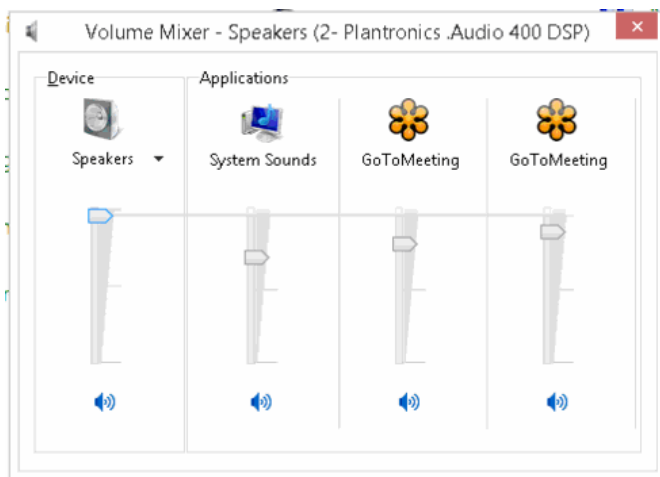 Volume Mixer - Speakers (2- Plantronics .Audio 400 DSP)
Device
Applications
Speakers
System Sounds
GoToMeeting
GoToMeeting